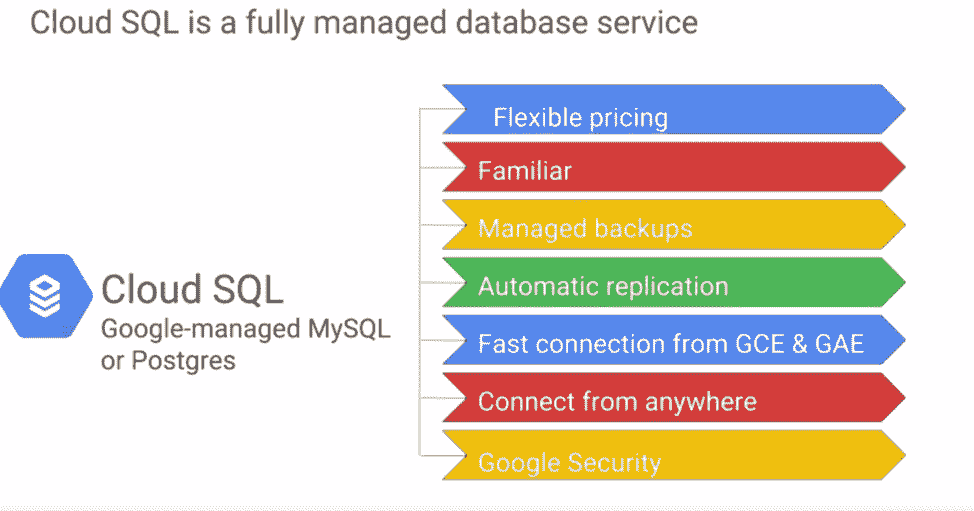 Cloud SQL is a fully managed database service
Cloud SQL
Google-managed MySQL
or Postgres
Flexible pricing
Familiar
Managed backups
Automatic replication
Fast connection from GCE & GAE
Connect from anywhere
Google Security